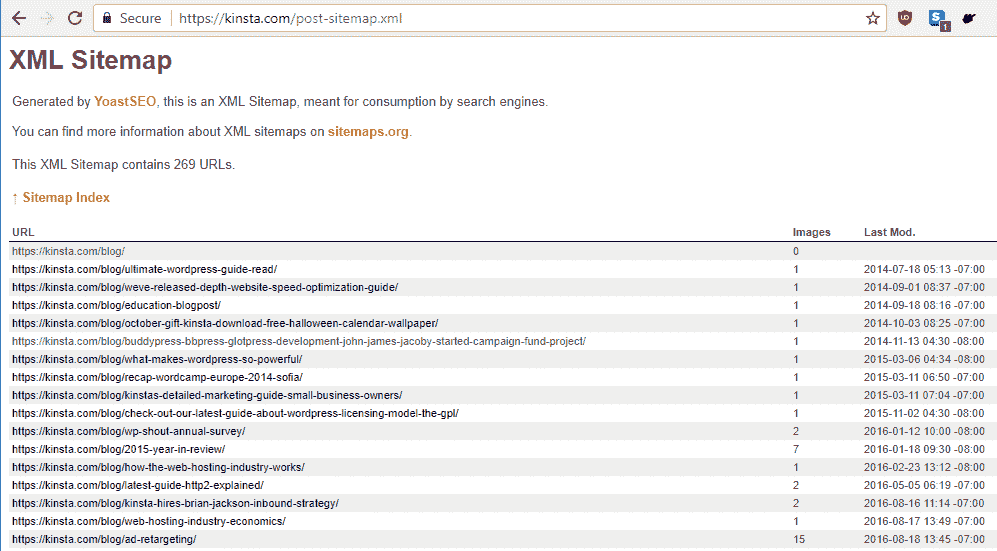 Secure https://kinsta.com/post-sitemap.xml
XML Sitemap
Generated by YoastSEO, this is an XML Sitemap, meant for consumption by search engines.
You can find more information about XML sitemaps on sitemaps.org.
This XML Sitemap contains 269 URLs.
↑ Sitemap Index
URL Images Last Mod.
https://kinsta.com/blog/ 0
https://kinsta.com/blog/ultimate-wordpress-guide-read/ 1 2014-07-18 05:13 -07:00
https://kinsta.com/blog/weve-released-depth-website-speed-optimization-guide/ 1 2014-09-01 08:37 -07:00
https://kinsta.com/blog/education-blogpost/ 1 2014-09-18 08:16 -07:00
https://kinsta.com/blog/october-gift-kinsta-download-free-halloween-calendar-wallpaper/ 1 2014-10-03 08:25 -07:00
https://kinsta.com/blog/buddypress-bbpress-glotpress-development-john-james-jacoby-started-campaign-fund-project/ 1 2014-11-13 04:30 -08:00
https://kinsta.com/blog/what-makes-wordpress-so-powerful/ 1 2015-03-06 04:34 -08:00
https://kinsta.com/blog/recap-wordcamp-europe-2014-sofia/ 1 2015-03-11 06:50 -07:00
https://kinsta.com/blog/kinstas-detailed-marketing-guide-small-business-owners/ 1 2015-03-11 07:04 -07:00
https://kinsta.com/blog/check-out-our-latest-guide-about-wordpress-licensing-model-the-gpl/ 1 2015-11-02 04:30 -08:00
https://kinsta.com/blog/wp-shout-annual-survey/ 2 2016-01-12 10:00 -08:00
https://kinsta.com/blog/2015-year-in-review/ 7 2016-01-18 09:30 -08:00
https://kinsta.com/blog/how-the-web-hosting-industry-works/ 1 2016-02-23 13:12 -08:00
https://kinsta.com/blog/latest-guide-http2-explained/ 2 2016-05-05 06:19 -07:00
https://kinsta.com/blog/kinsta-hires-brian-jackson-inbound-strategy/ 2 2016-08-16 11:14 -07:00
https://kinsta.com/blog/web-hosting-industry-economics/ 1 2016-08-17 13:49 -07:00
https://kinsta.com/blog/ad-retargeting/ 15 2016-08-18 13:45 -07:00